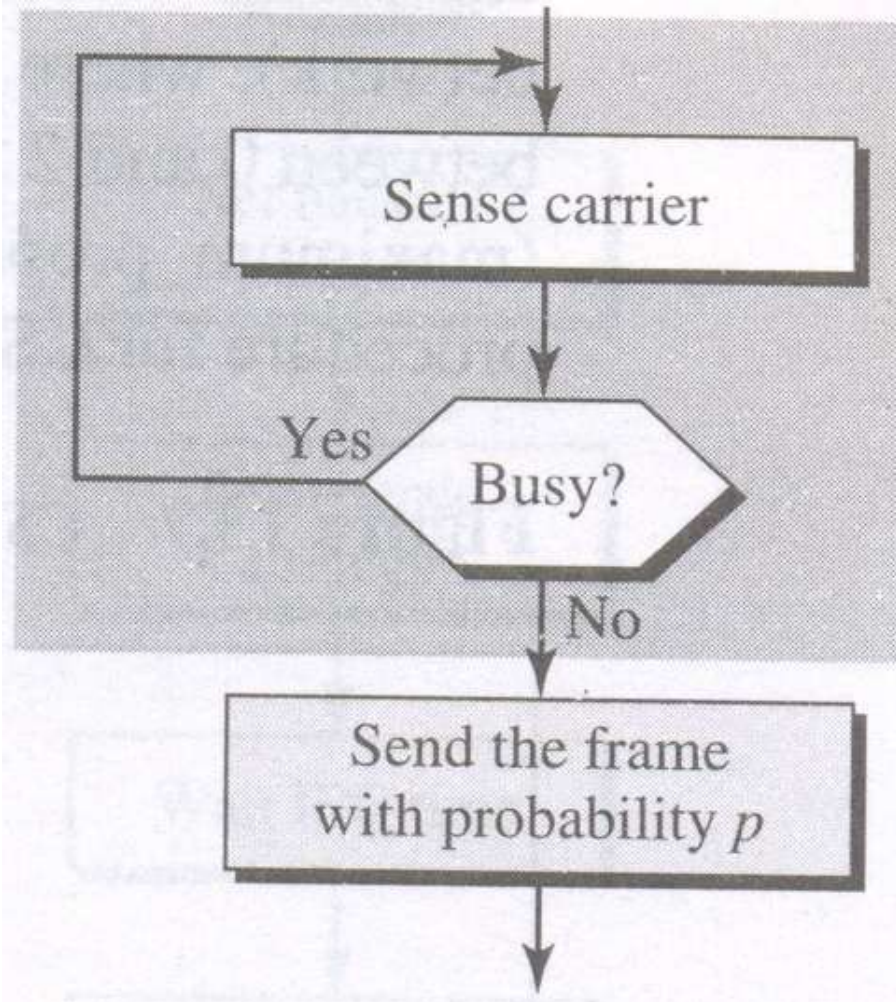 Sense carrier
Yes
Busy?
No
Send the frame
with probability p